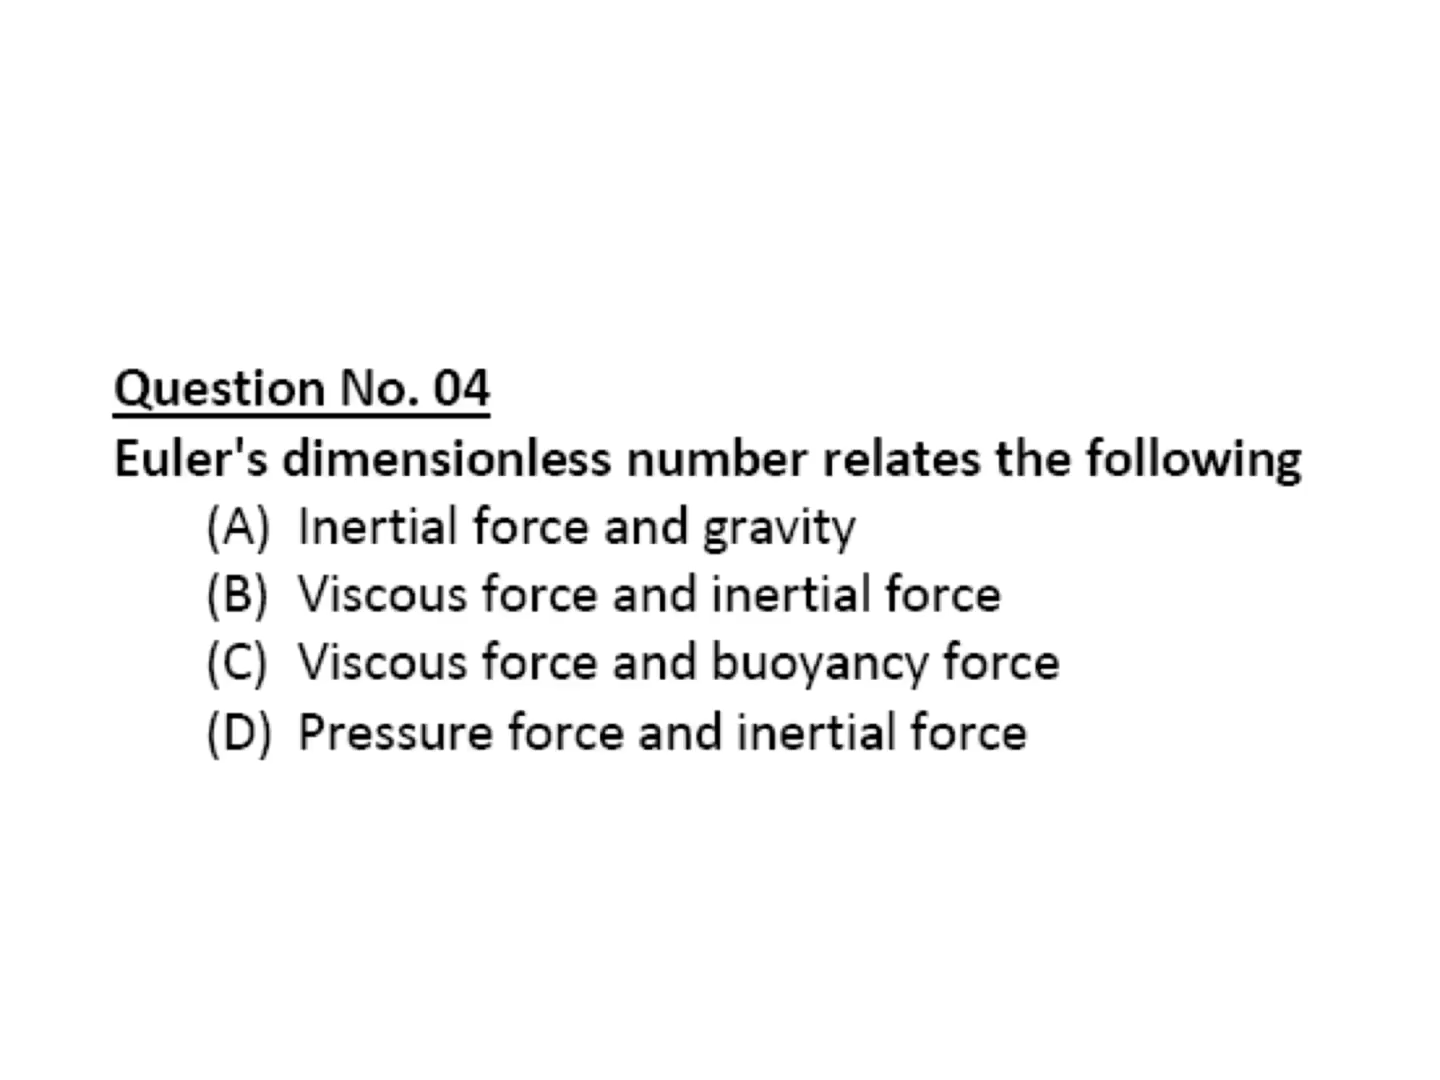 Question No. 04
Euler's dimensionless number relates the following
(A) Inertial force and gravity
(B) Viscous force and inertial force
(C) Viscous force and buoyancy force
(D) Pressure force and inertial force